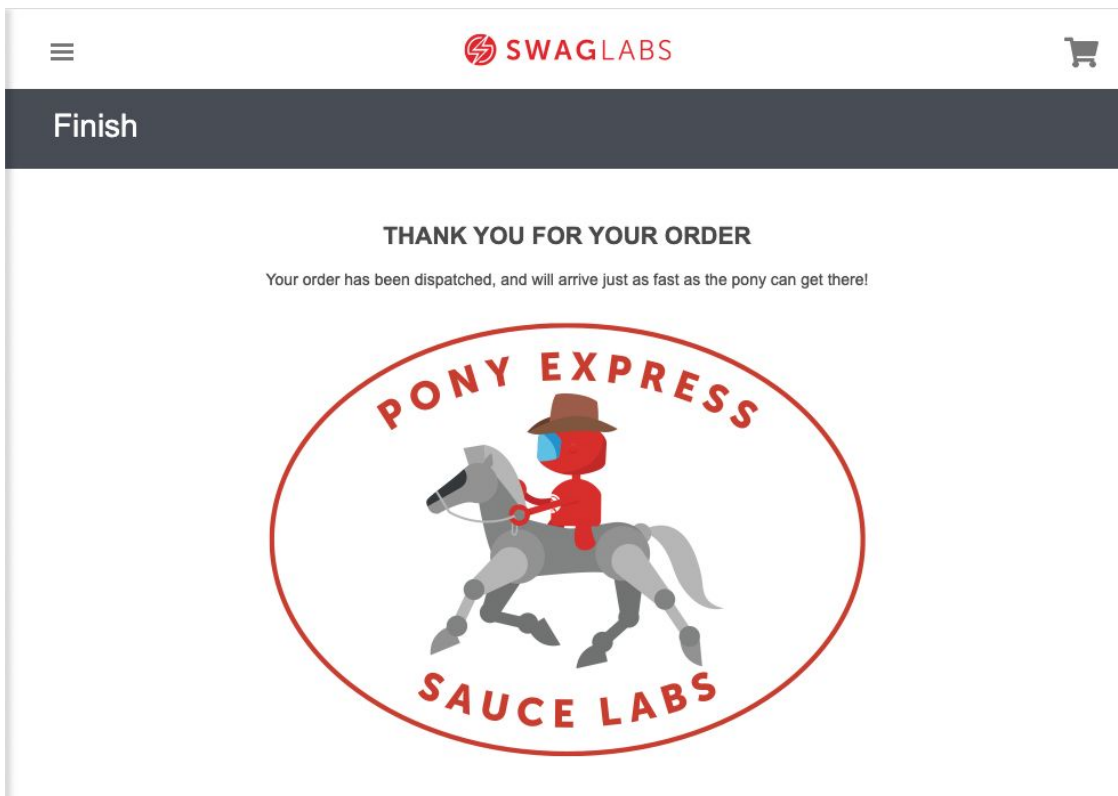 SWAGLABS
Finish
THANK YOU FOR YOUR ORDER
Your order has been dispatched, and will arrive just as fast as the pony can get there!
PONY EXPRESS
SAUCE LABS